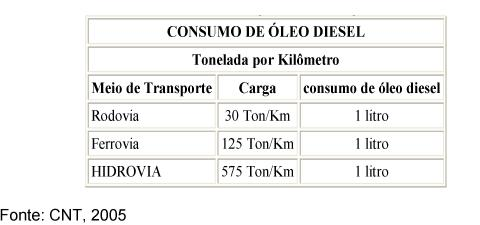 CONSUMO DE ÓLEO DIESEL
Tonelada por Kilômetro
Meio de Transporte Carga consumo de óleo diesel
Rodovia 30 Ton/Km 1 litro
Ferrovia 125 Ton/Km 1 litro
HIDROVIA 575 Ton/Km 1 litro
Fonte: CNT, 2005